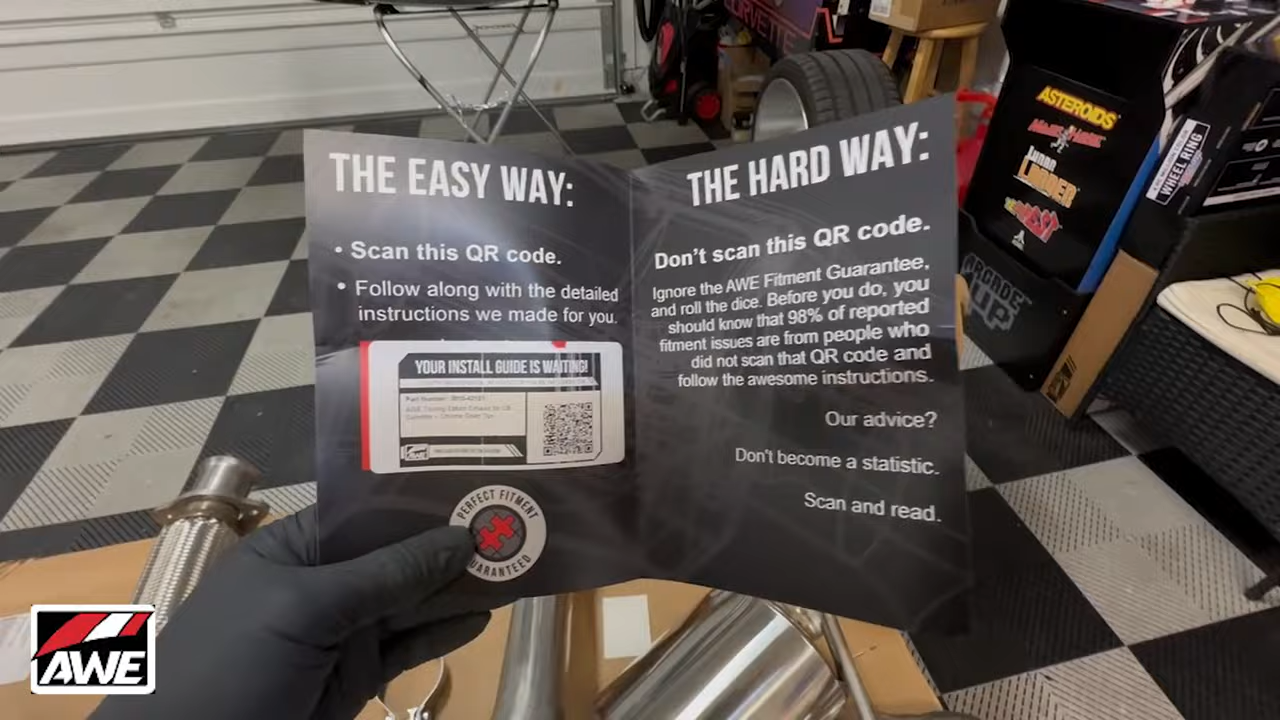 CORVETTE
ASTEROIDS
LUNAR
LANDER
WHEEL RING
ARCADE
1UP
THE EASY WAY:
• Scan this QR code.
• Follow along with the detailed
instructions we made for you.
YOUR INSTALL GUIDE IS WAITING!
AWE
PERFECT FITMENT
GUARANTEED
THE HARD WAY:
Don't scan this QR code.
Ignore the AWE Fitment Guarantee,
and roll the dice. Before you do, you
should know that 98% of reported
fitment issues are from people who
did not scan that QR code and
follow the awesome instructions.
Our advice?
Don't become a statistic.
Scan and read.
AWE